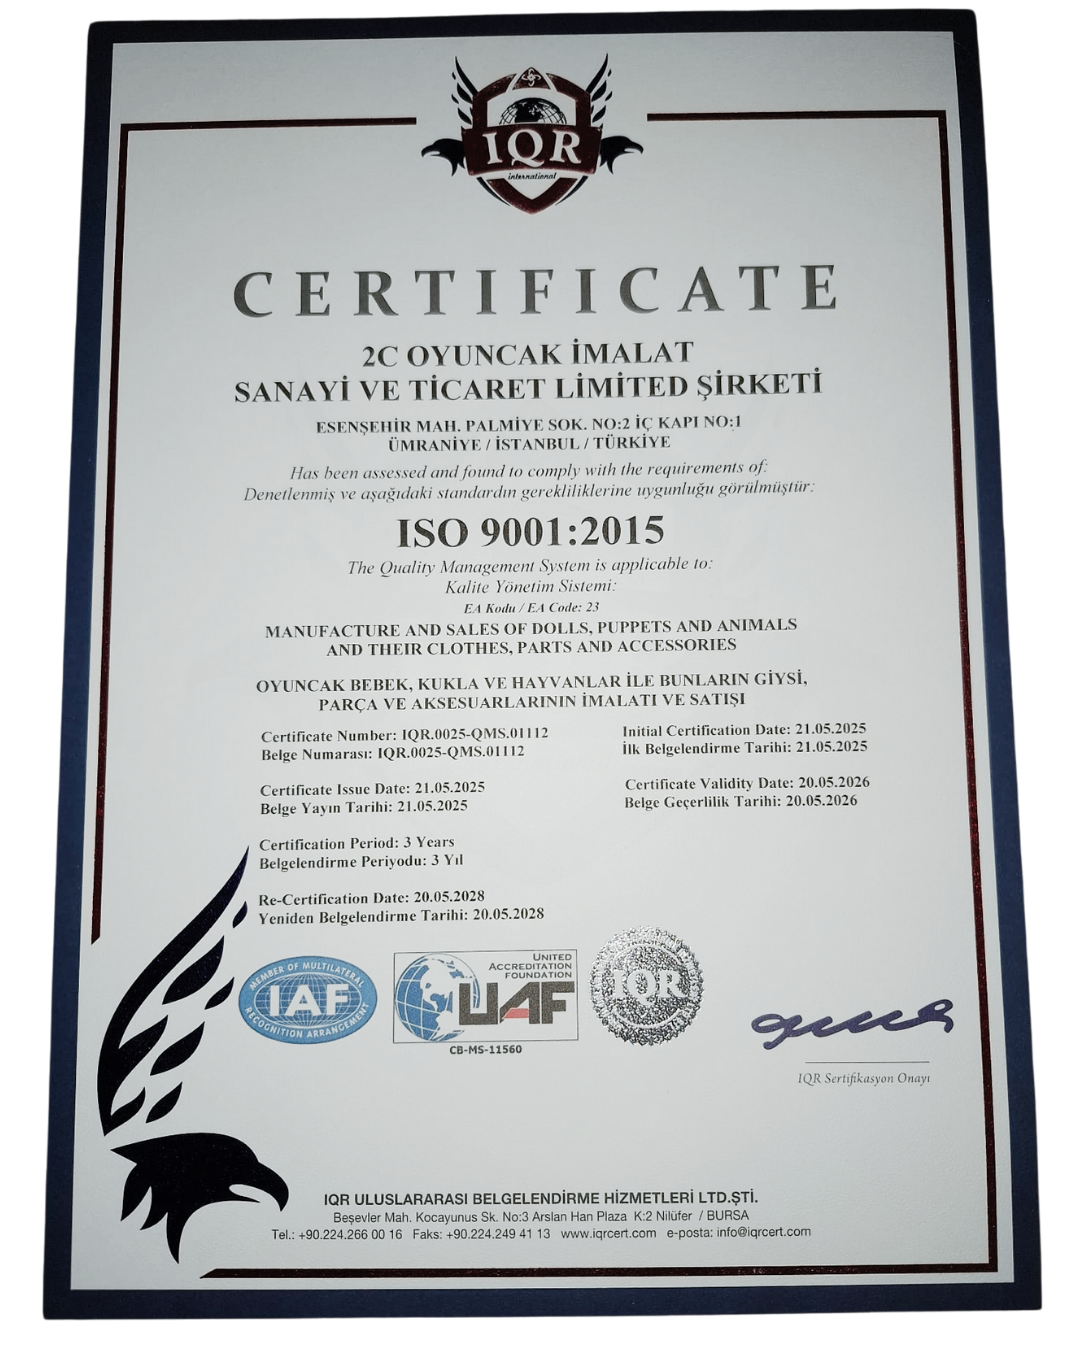 IQR
international
CERTIFICATE
2C OYUNCAK İMALAT
SANAYİ VE TİCARET LİMİTED ŞİRKETİ
ESENŞEHİR MAH. PALMİYE SOK. NO:2 İÇ KAPI NO:1
ÜMRANİYE / İSTANBUL / TÜRKİYE
Has been assessed and found to comply with the requirements of:
Denetlenmiş ve aşağıdaki standardın gerekliliklerine uygunluğu görülmüştür:
ISO 9001:2015
The Quality Management System is applicable to:
Kalite Yönetim Sistemi:
EA Kodu / EA Code: 23
MANUFACTURE AND SALES OF DOLLS, PUPPETS AND ANIMALS
AND THEIR CLOTHES, PARTS AND ACCESSORIES
OYUNCAK BEBEK, KUKLA VE HAYVANLAR İLE BUNLARIN GİYSİ,
PARÇA VE AKSESUARLARININ İMALATI VE SATIŞI
Certificate Number: IQR.0025-QMS.01112
Belge Numarası: IQR.0025-QMS.01112
Initial Certification Date: 21.05.2025
İlk Belgelendirme Tarihi: 21.05.2025
Certificate Issue Date: 21.05.2025
Belge Yayın Tarihi: 21.05.2025
Certificate Validity Date: 20.05.2026
Belge Geçerlilik Tarihi: 20.05.2026
Certification Period: 3 Years
Belgelendirme Periyodu: 3 Yıl
Re-Certification Date: 20.05.2028
Yeniden Belgelendirme Tarihi: 20.05.2028
MEMBER OF MULTILATERAL
IAF
RECOGNITION ARRANGEMENT
UNITED
ACCREDITATION
FOUNDATION
UAF
CB-MS-11560
IQR
IQR Sertifikasyon Onayı
IQR ULUSLARARASI BELGELENDİRME HİZMETLERİ LTD.ŞTİ.
Beşevler Mah. Kocayunus Sk. No:3 Arslan Han Plaza K:2 Nilüfer / BURSA
Tel.: +90.224.266 00 16 Faks: +90.224.249 41 13 www.iqrcert.com e-posta: info@iqrcert.com